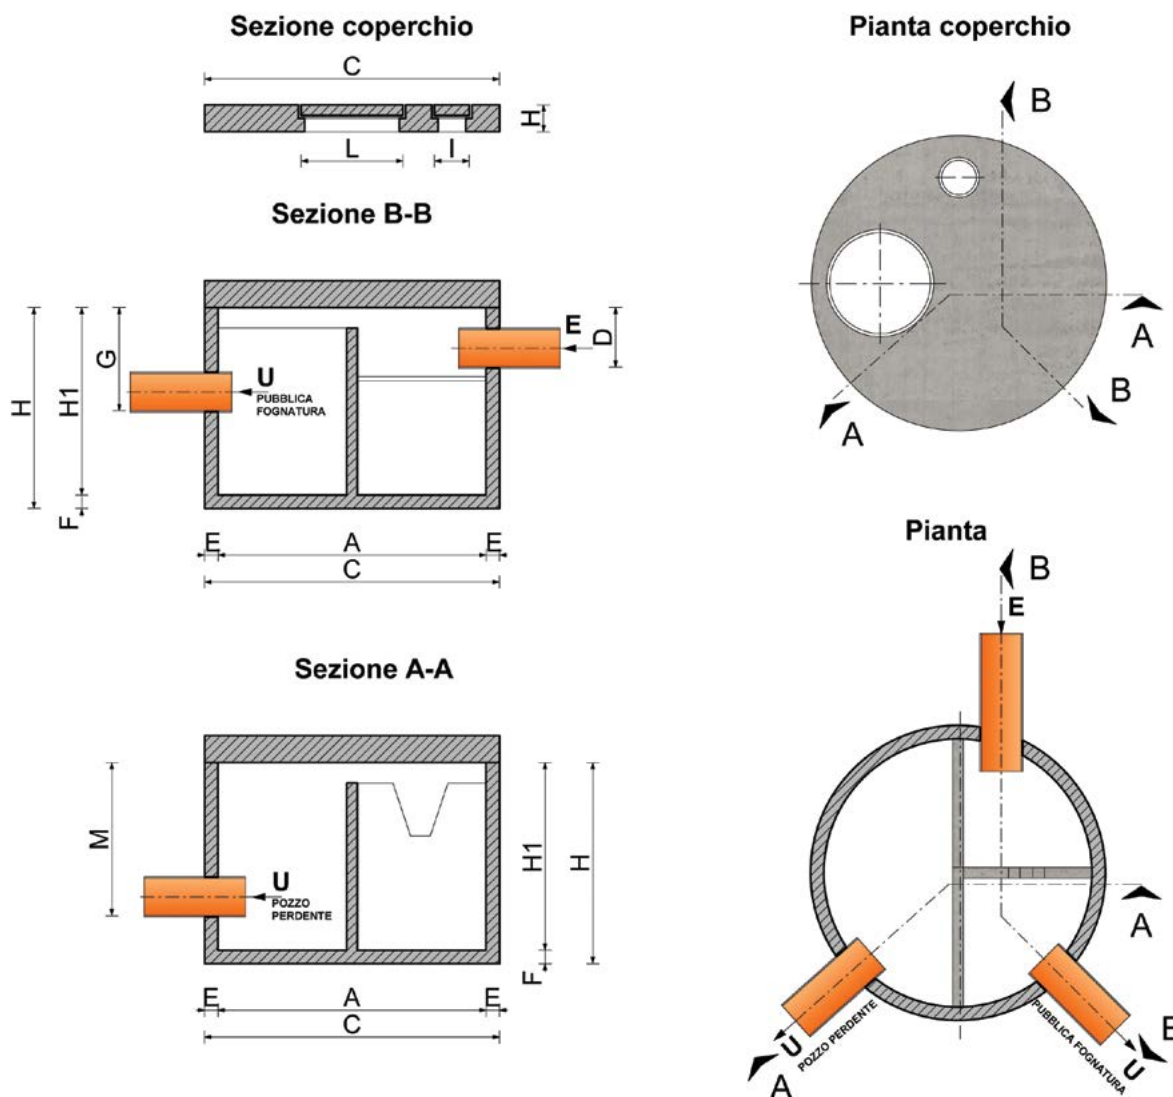 Sezione coperchio
C
H
L
I
Sezione B-B
H
H1
G
F
U
PUBBLICA
FOGNATURA
E
D
E
A
E
C
Sezione A-A
M
U
POZZO
PERDENTE
H1
H
F
E
A
E
C
Pianta coperchio
B
A
A
B
Pianta
B
E
A
U
POZZO PERDENTE
A
PUBBLICA FOGNATURA
U
B